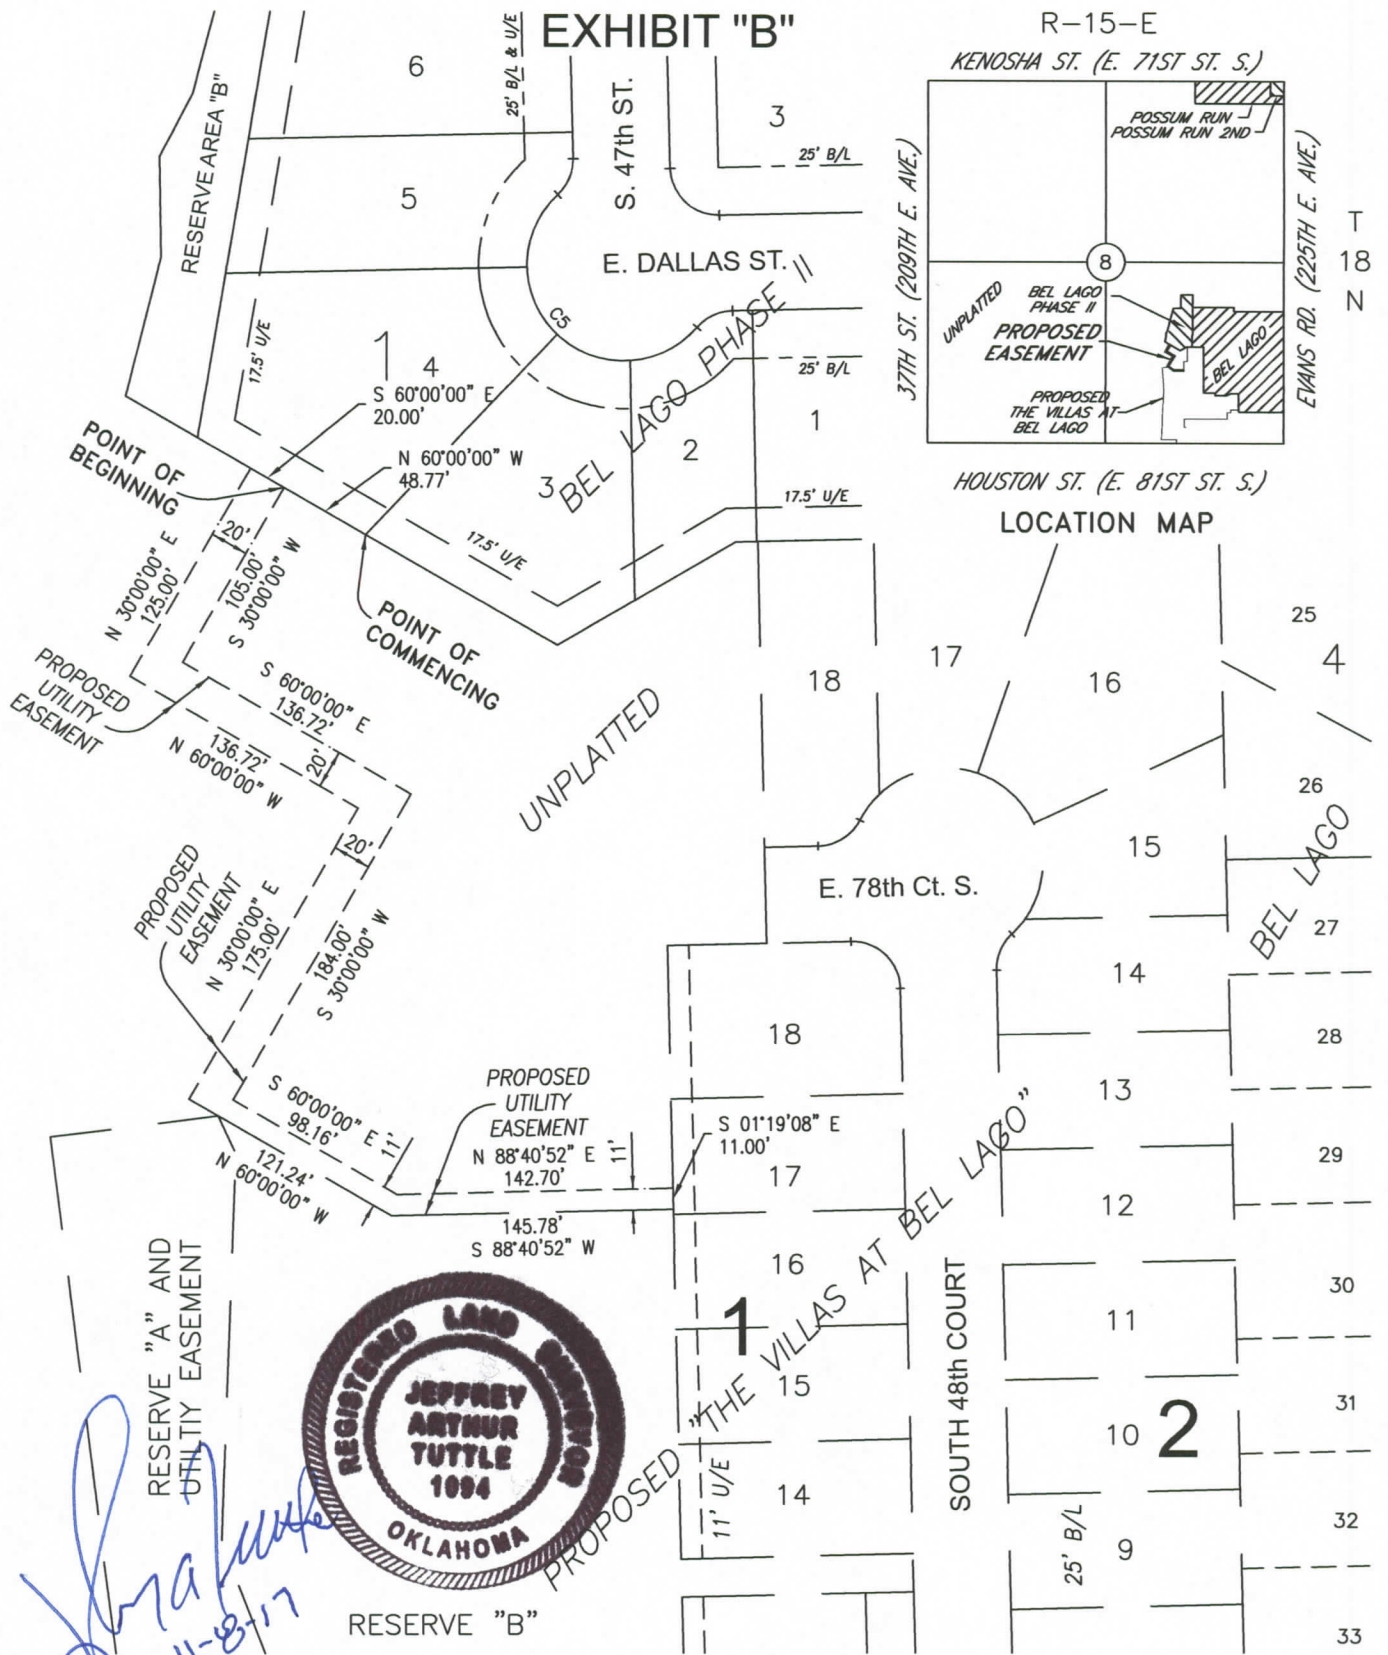 EXHIBIT "B"
R-15-E
KENOSHA ST. (E. 71ST ST. S.)
POSSUM RUN
POSSUM RUN 2ND
37TH ST. (209TH E. AVE.)
EVANS RD. (225TH E. AVE.)
T
18
N
8
UNPLATTED
BEL LAGO
PHASE II
PROPOSED
EASEMENT
BEL LAGO
PROPOSED
THE VILLAS AT
BEL LAGO
HOUSTON ST. (E. 81ST ST. S.)
LOCATION MAP
RESERVE AREA "B"
6
25' B/L & U/E
S. 47th ST.
3
25' B/L
5
E. DALLAS ST.
C5
17.5' U/E
1
4
BEL LAGO PHASE II
25' B/L
S 60°00'00" E
20.00'
1
2
3
N 60°00'00" W
48.77'
17.5' U/E
17.5' U/E
POINT OF
BEGINNING
POINT OF
COMMENCING
20'
N 30°00'00" E
125.00'
105.00'
S 30°00'00" W
PROPOSED
UTILITY
EASEMENT
S 60°00'00" E
136.72'
136.72'
N 60°00'00" W
20'
UNPLATTED
20'
PROPOSED
UTILITY
EASEMENT
N 30°00'00" E
175.00'
184.00'
S 30°00'00" W
S 60°00'00" E
98.16'
11'
121.24'
N 60°00'00" W
PROPOSED
UTILITY
EASEMENT
N 88°40'52" E
142.70'
11'
S 01°19'08" E
11.00'
145.78'
S 88°40'52" W
18
17
16
25
4
26
15
E. 78th Ct. S.
BEL LAGO
27
14
28
18
13
29
17
12
16
30
1
11
15
31
10
2
14
32
9
33
PROPOSED "THE VILLAS AT BEL LAGO"
SOUTH 48th COURT
11' U/E
25' B/L
RESERVE "A" AND
UTILTIY EASEMENT
REGISTERED LAND SURVEYOR
JEFFREY
ARTHUR
TUTTLE
1094
OKLAHOMA
11-8-17
RESERVE "B"